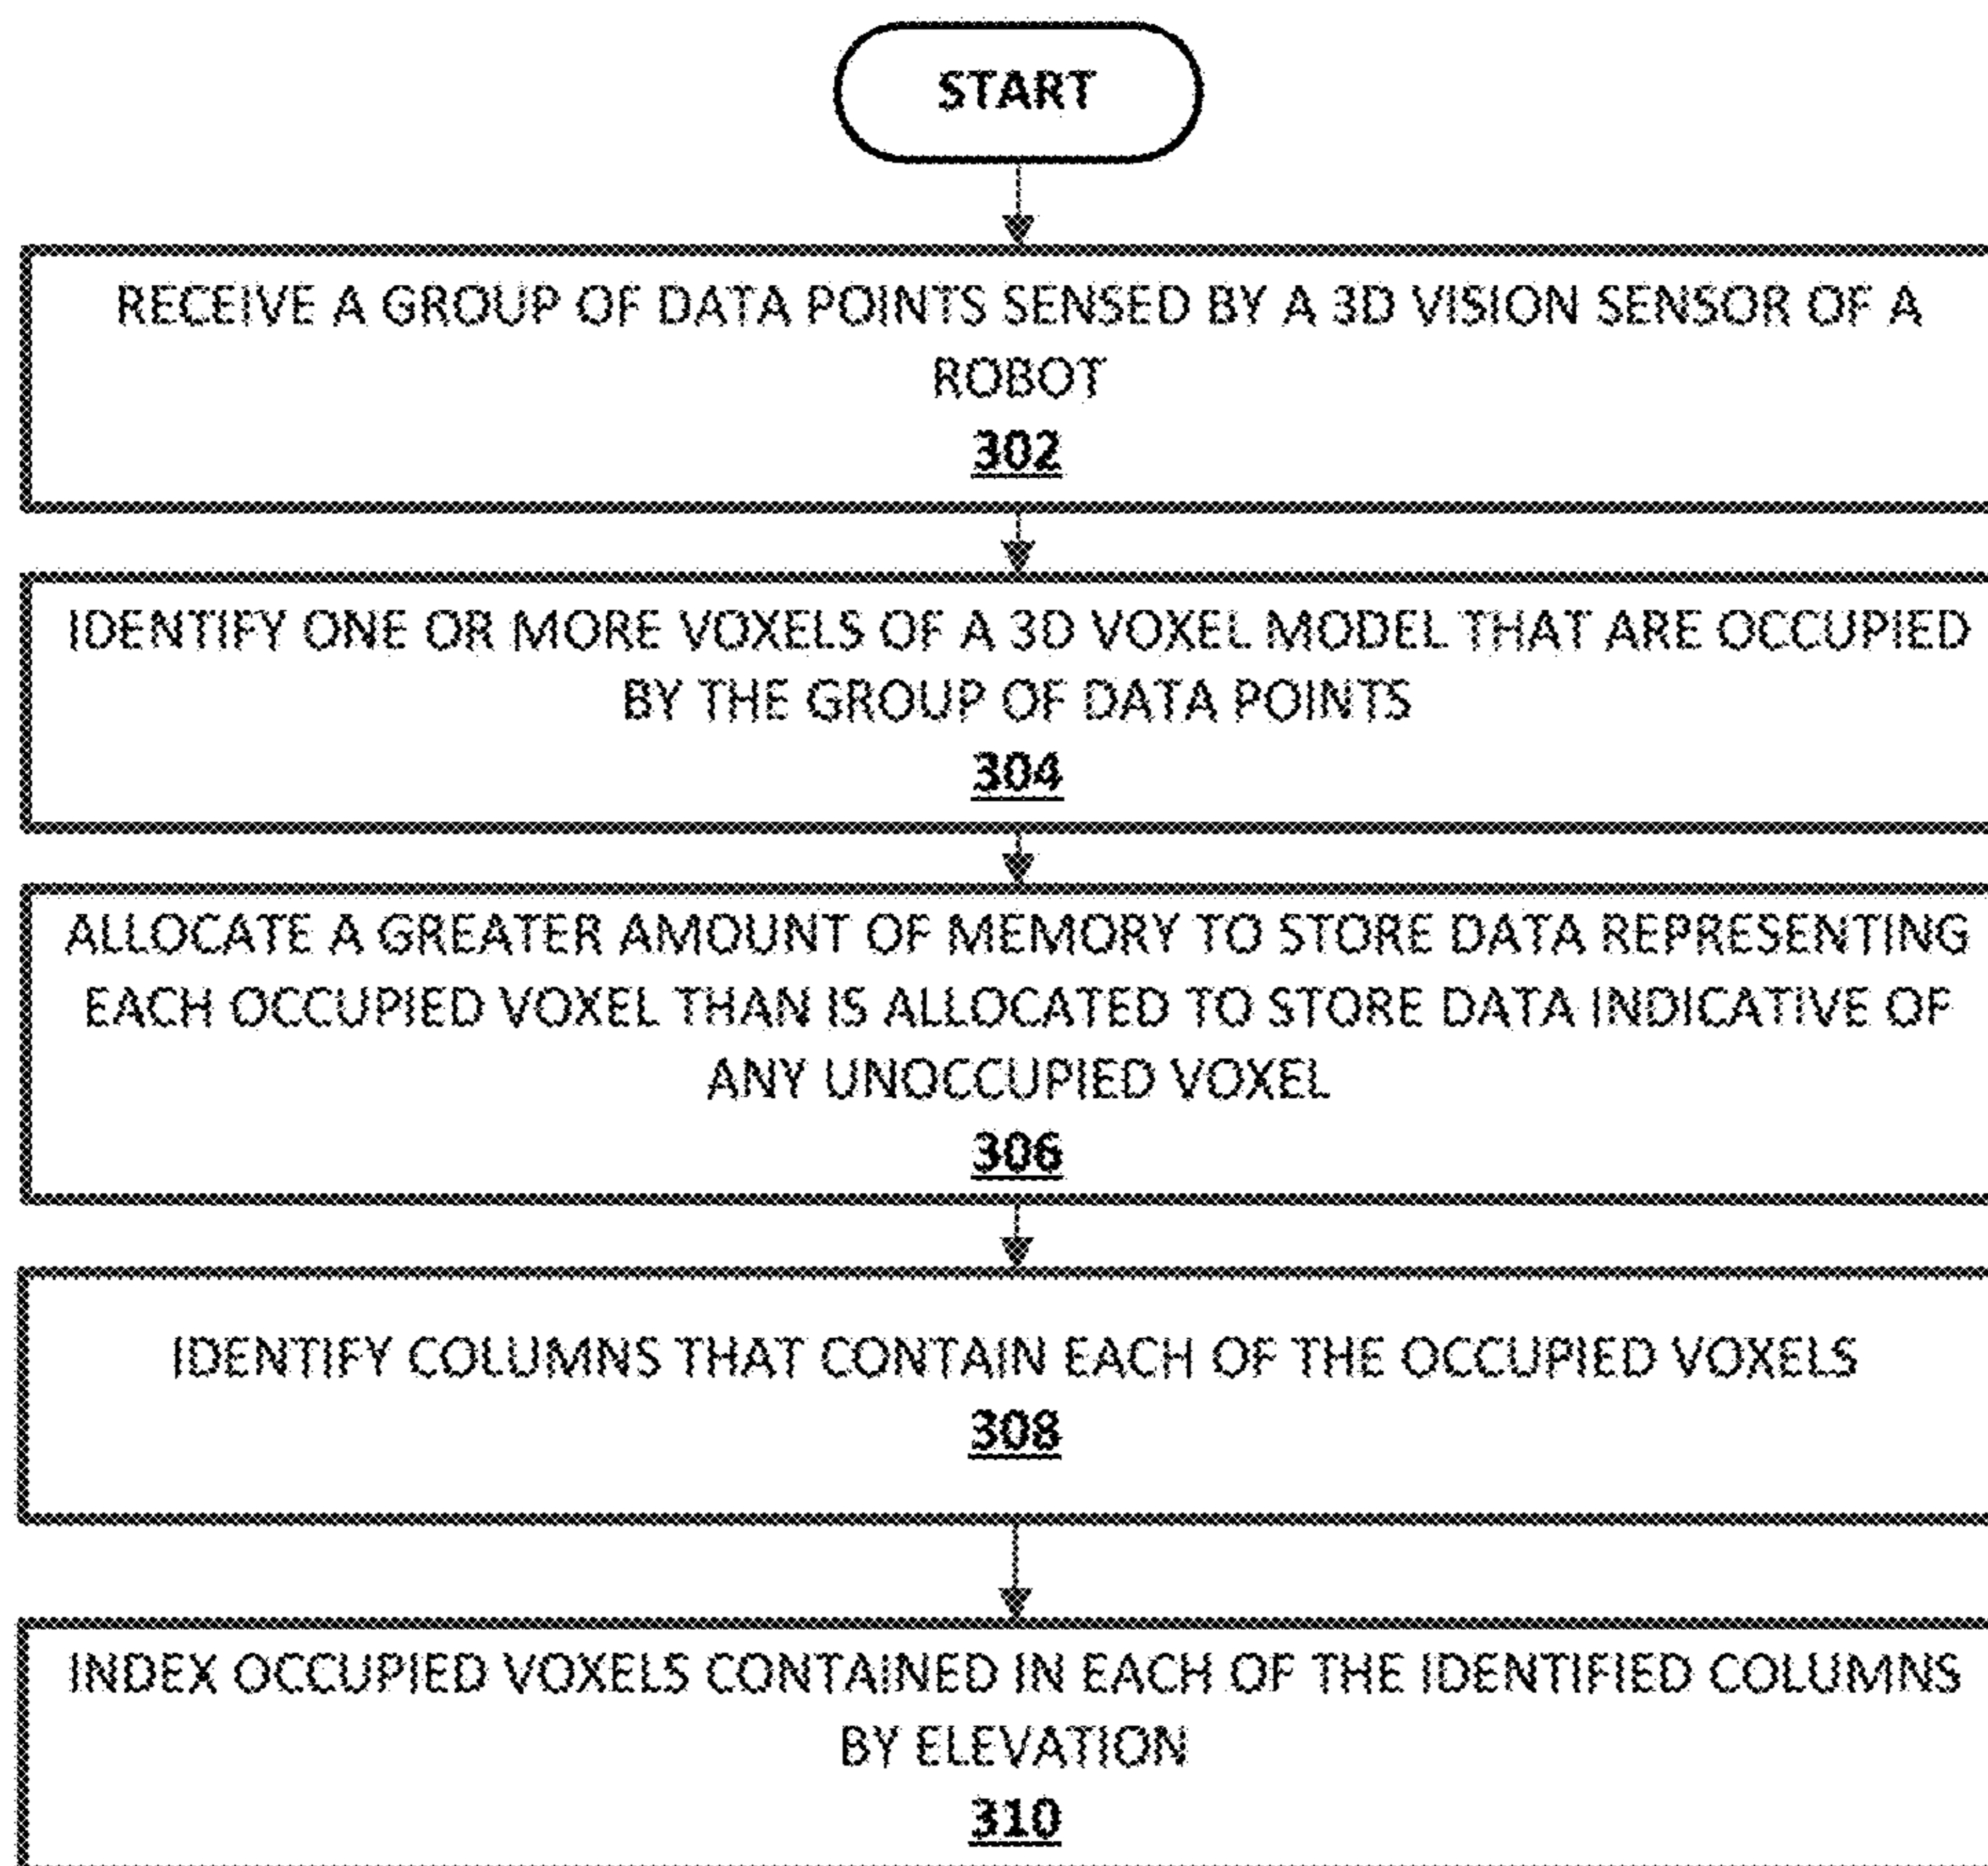 START
RECEIVE A GROUP OF DATA POINTS SENSED BY A 3D VISION SENSOR OF A
ROBOT
302
IDENTIFY ONE OR MORE VOXELS OF A 3D VOXEL MODEL THAT ARE OCCUPIED
BY THE GROUP OF DATA POINTS
304
ALLOCATE A GREATER AMOUNT OF MEMORY TO STORE DATA REPRESENTING
EACH OCCUPIED VOXEL THAN IS ALLOCATED TO STORE DATA INDICATIVE OF
ANY UNOCCUPIED VOXEL
306
IDENTIFY COLUMNS THAT CONTAIN EACH OF THE OCCUPIED VOXELS
308
INDEX OCCUPIED VOXELS CONTAINED IN EACH OF THE IDENTIFIED COLUMNS
BY ELEVATION
310